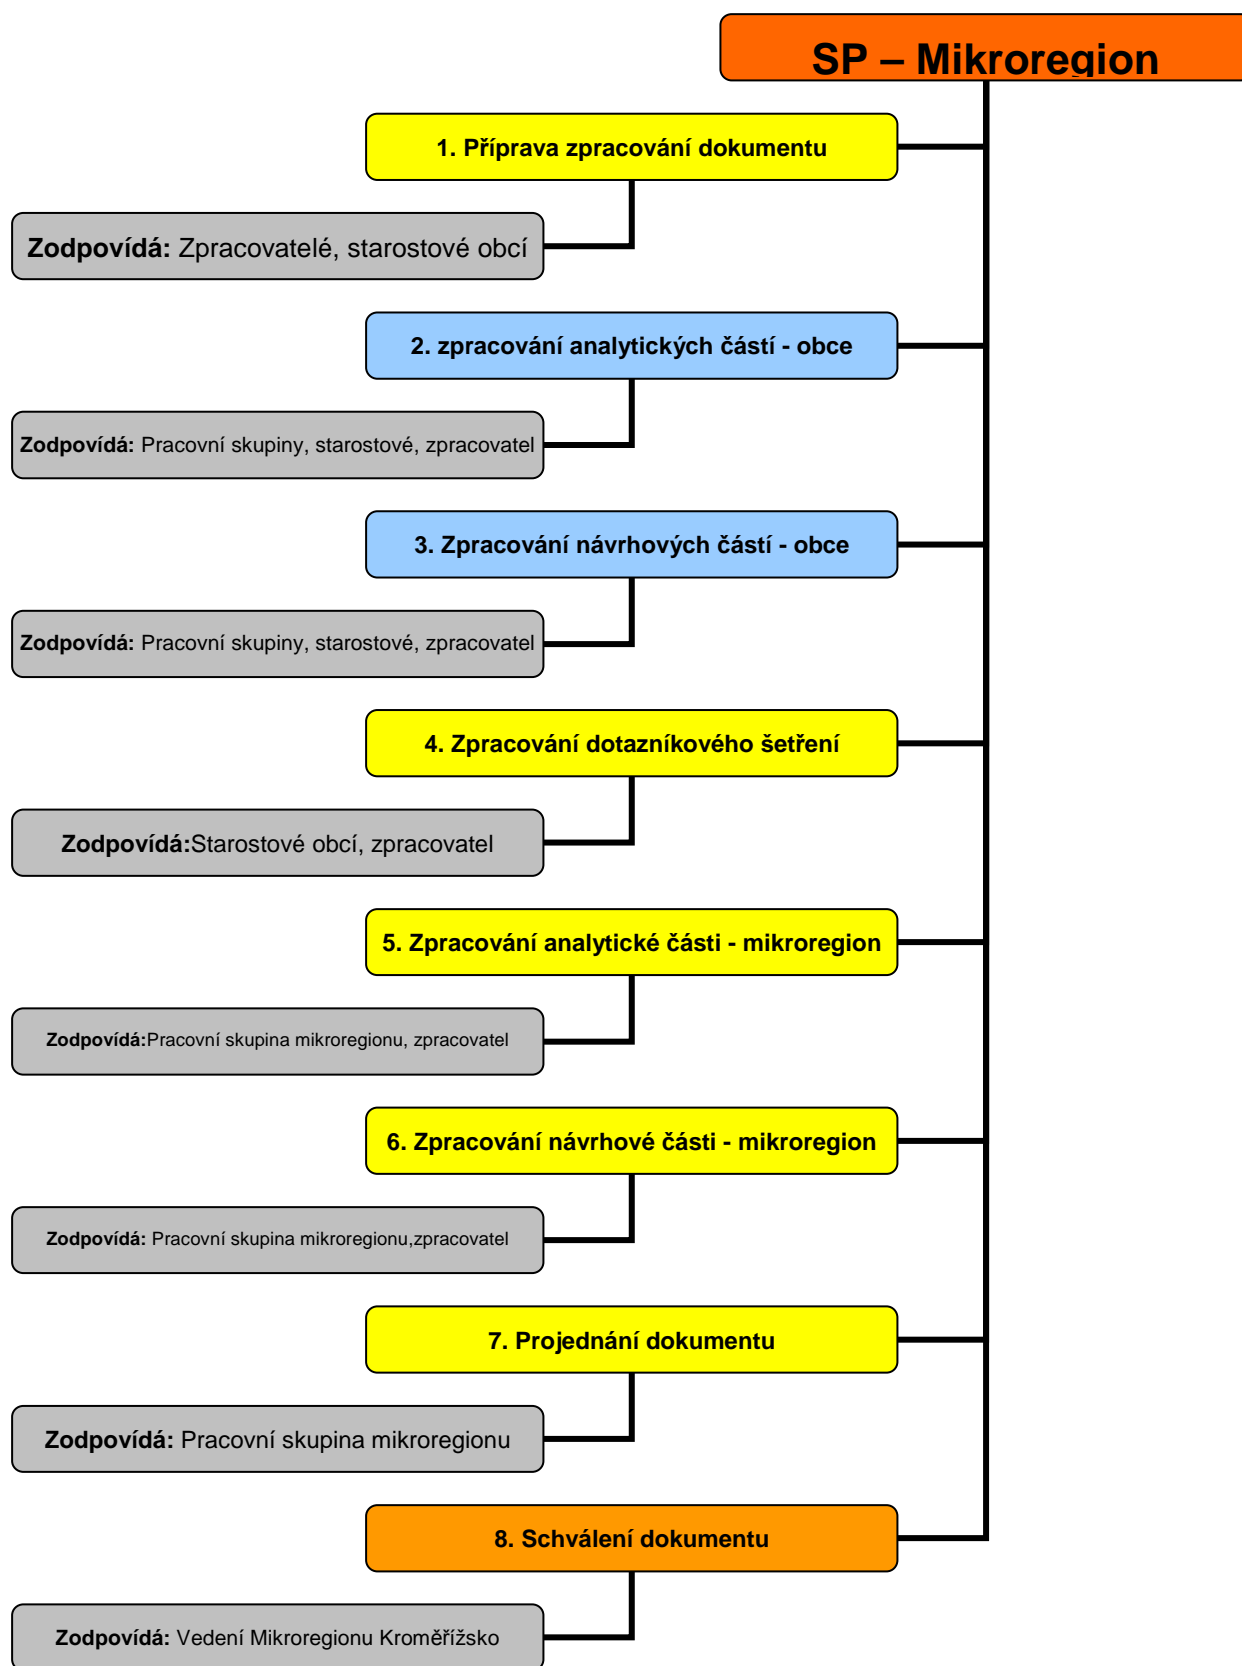 SP – Mikroregion
1. Příprava zpracování dokumentu
Zodpovídá: Zpracovatelé, starostové obcí
2. zpracování analytických částí - obce
Zodpovídá: Pracovní skupiny, starostové, zpracovatel
3. Zpracování návrhových částí - obce
Zodpovídá: Pracovní skupiny, starostové, zpracovatel
4. Zpracování dotazníkového šetření
Zodpovídá:Starostové obcí, zpracovatel
5. Zpracování analytické části - mikroregion
Zodpovídá:Pracovní skupina mikroregionu, zpracovatel
6. Zpracování návrhové části - mikroregion
Zodpovídá: Pracovní skupina mikroregionu,zpracovatel
7. Projednání dokumentu
Zodpovídá: Pracovní skupina mikroregionu
8. Schválení dokumentu
Zodpovídá: Vedení Mikroregionu Kroměřížsko